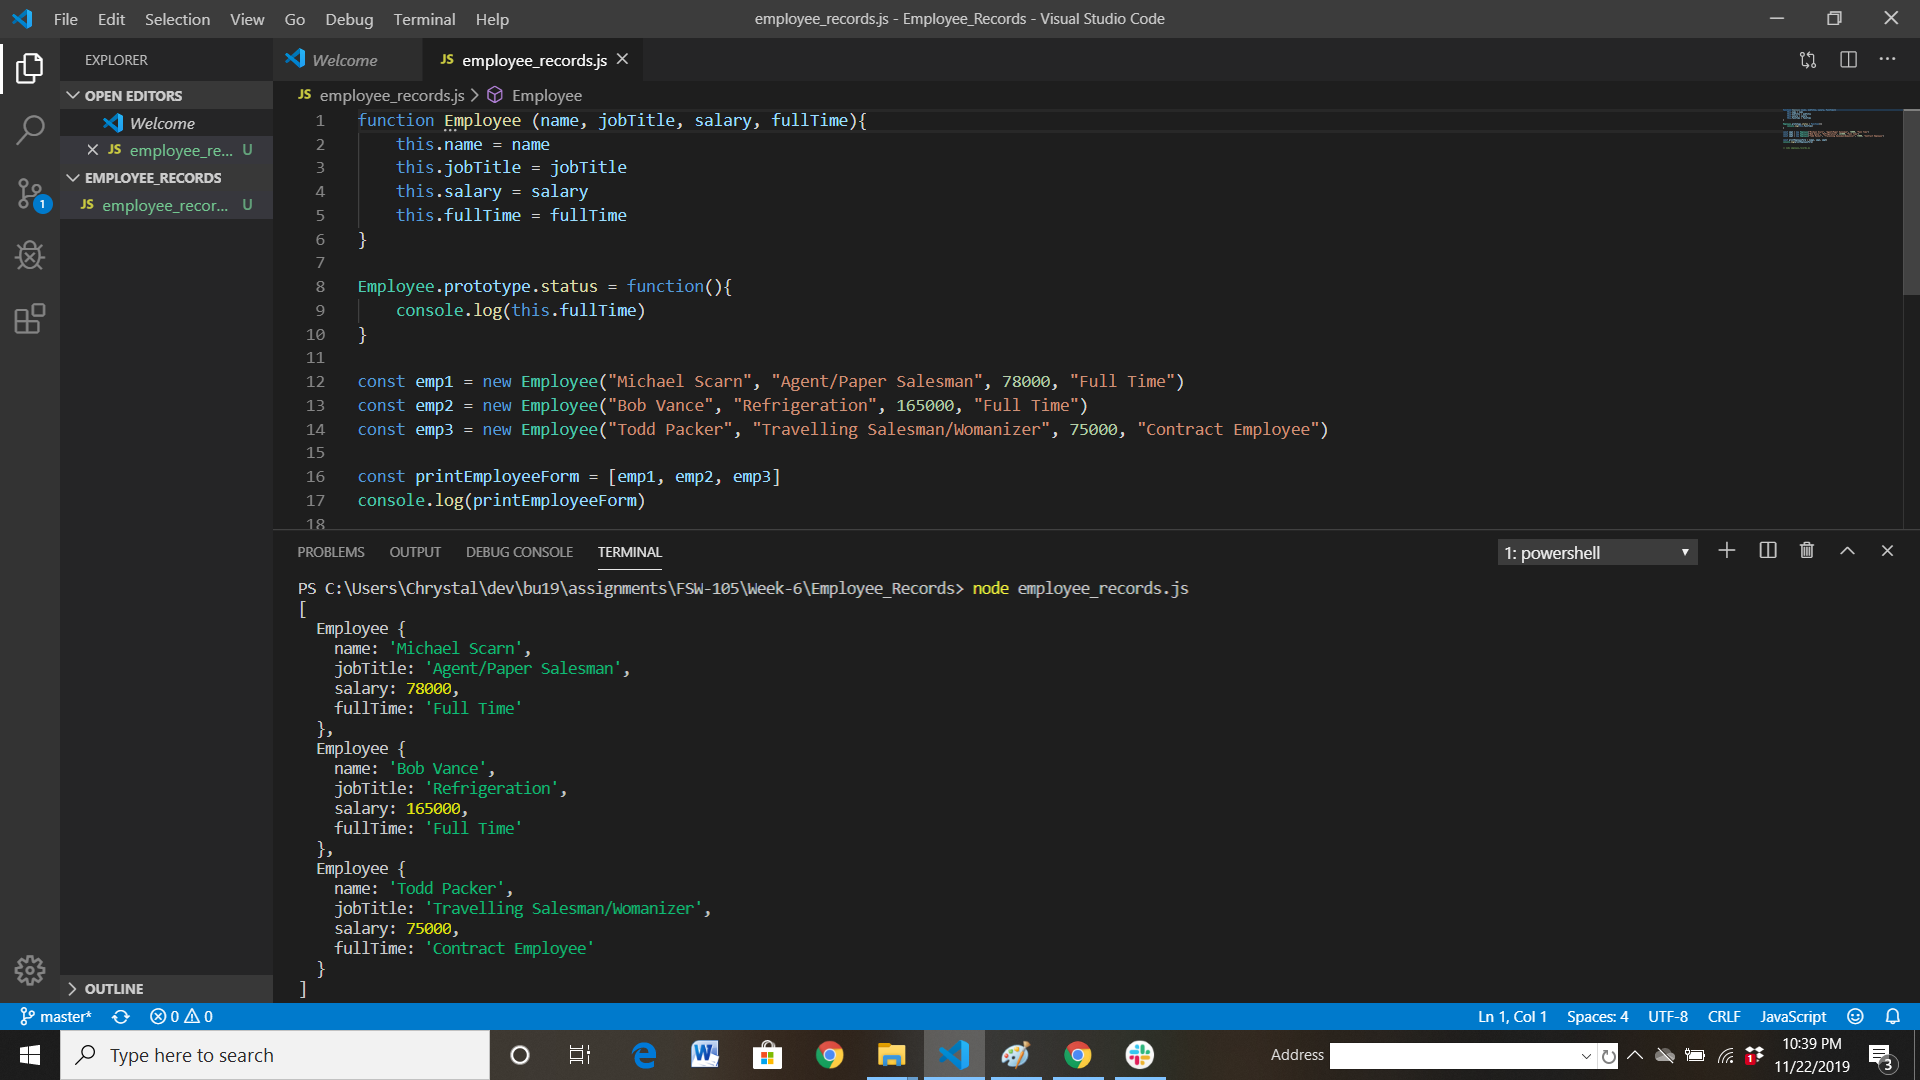 File Edit Selection View Go Debug Terminal Help
employee_records.js - Employee_Records - Visual Studio Code
EXPLORER
OPEN EDITORS
Welcome
JS employee_re... U
EMPLOYEE_RECORDS
JS employee_recor... U
OUTLINE
1
Welcome
JS employee_records.js
JS employee_records.js > Employee
1 function Employee (name, jobTitle, salary, fullTime){
2 this.name = name
3 this.jobTitle = jobTitle
4 this.salary = salary
5 this.fullTime = fullTime
6 }
7
8 Employee.prototype.status = function(){
9 console.log(this.fullTime)
10 }
11
12 const emp1 = new Employee("Michael Scarn", "Agent/Paper Salesman", 78000, "Full Time")
13 const emp2 = new Employee("Bob Vance", "Refrigeration", 165000, "Full Time")
14 const emp3 = new Employee("Todd Packer", "Travelling Salesman/Womanizer", 75000, "Contract Employee")
15
16 const printEmployeeForm = [emp1, emp2, emp3]
17 console.log(printEmployeeForm)
18
PROBLEMS OUTPUT DEBUG CONSOLE TERMINAL
1: powershell
PS C:\Users\Chrystal\dev\bu19\assignments\FSW-105\Week-6\Employee_Records> node employee_records.js
[
Employee {
name: 'Michael Scarn',
jobTitle: 'Agent/Paper Salesman',
salary: 78000,
fullTime: 'Full Time'
},
Employee {
name: 'Bob Vance',
jobTitle: 'Refrigeration',
salary: 165000,
fullTime: 'Full Time'
},
Employee {
name: 'Todd Packer',
jobTitle: 'Travelling Salesman/Womanizer',
salary: 75000,
fullTime: 'Contract Employee'
}
]
master* 0 0
Ln 1, Col 1 Spaces: 4 UTF-8 CRLF JavaScript
Type here to search
Address
1
10:39 PM
11/22/2019
3